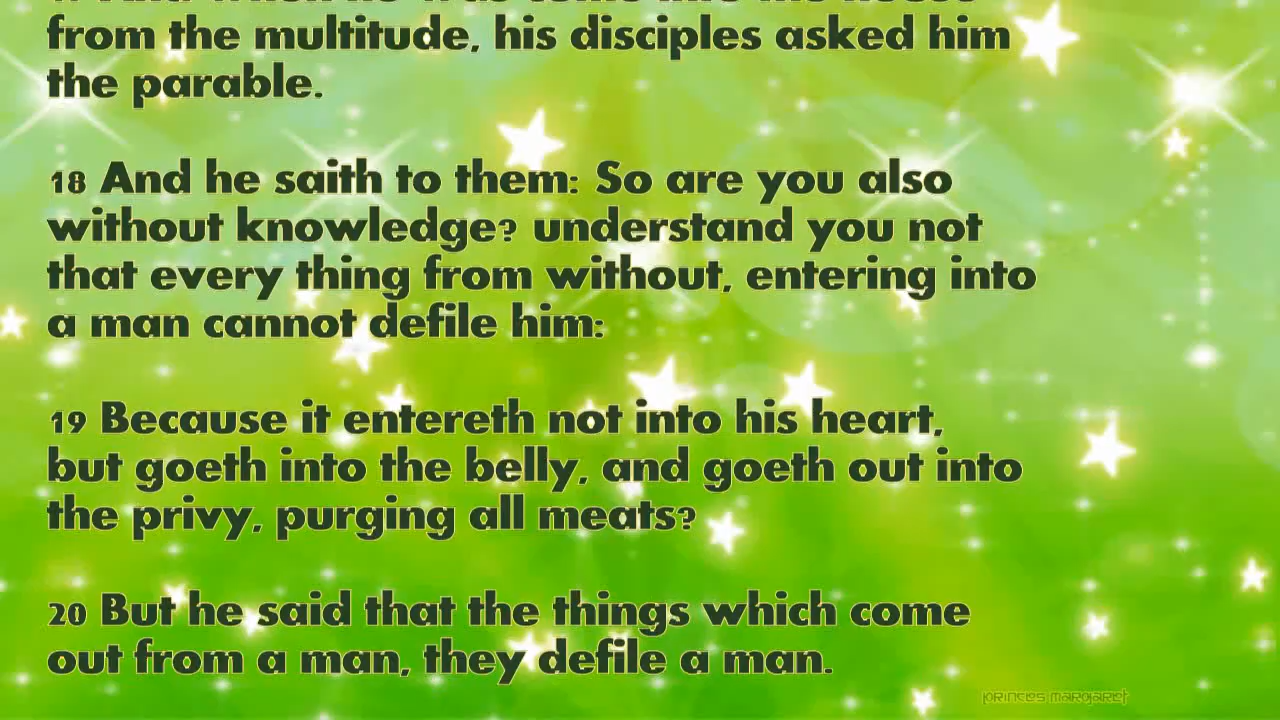 from the multitude, his disciples asked him
the parable.
18 And he saith to them: So are you also
without knowledge? understand you not
that every thing from without, entering into
a man cannot defile him:
19 Because it entereth not into his heart,
but goeth into the belly, and goeth out into
the privy, purging all meats?
20 But he said that the things which come
out from a man, they defile a man.
princes margaret